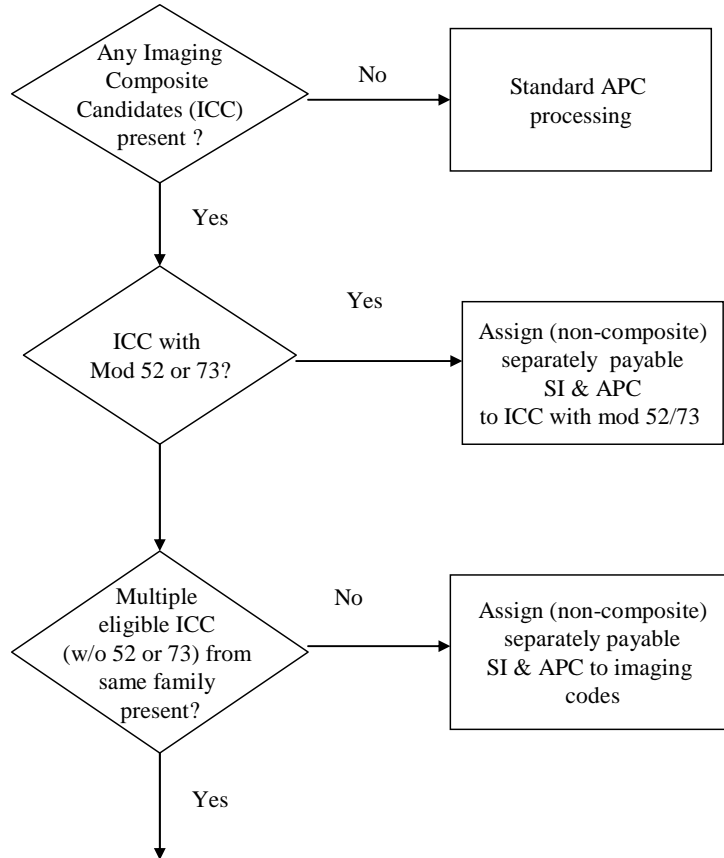 Any Imaging
Composite
Candidates (ICC)
present ?
No
Standard APC
processing
Yes
ICC with
Mod 52 or 73?
Yes
Assign (non-composite)
separately payable
SI & APC
to ICC with mod 52/73
Multiple
eligible ICC
(w/o 52 or 73) from
same family
present?
No
Assign (non-composite)
separately payable
SI & APC to imaging
codes
Yes